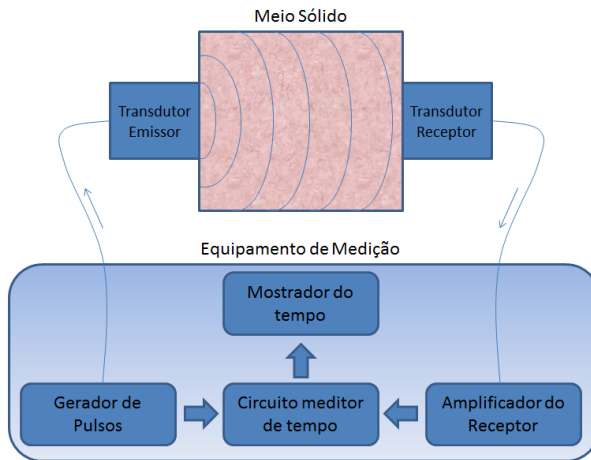 Meio Sólido
Transdutor
Emissor
Transdutor
Receptor
Equipamento de Medição
Mostrador do
tempo
Gerador de
Pulsos
Circuito meditor
de tempo
Amplificador do
Receptor